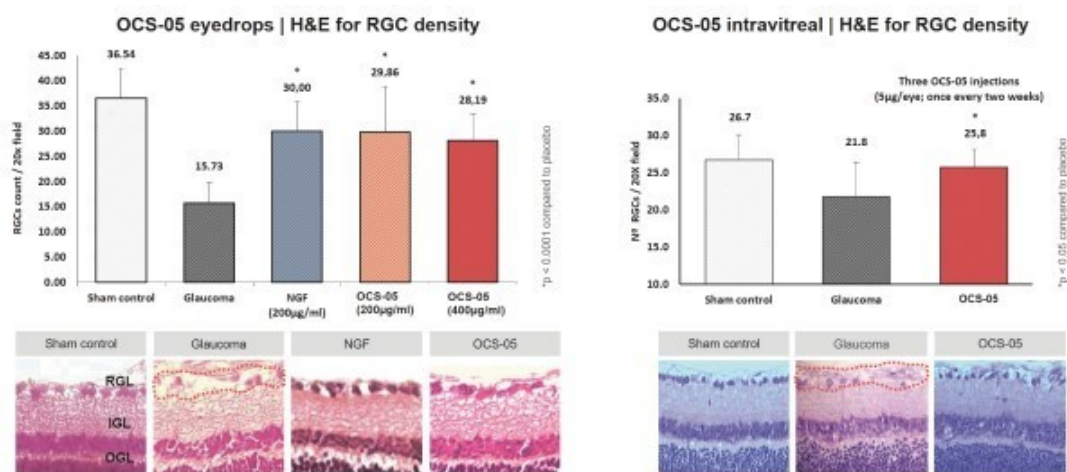 OCS-05 eyedrops | H&E for RGC density
RGCs count / 20x field
45.00
40.00
35.00
30.00
25.00
20.00
15.00
10.00
5.00
0.00
36.54
15.73
*
30,00
*
29,86
*
28,19
Sham control
Glaucoma
NGF
(200µg/ml)
OCS-05
(200µg/ml)
OCS-05
(400µg/ml)
*p < 0.0001 compared to placebo
Sham control
Glaucoma
NGF
OCS-05
RGL
IGL
OGL
OCS-05 intravitreal | H&E for RGC density
Three OCS-05 injections
(5µg/eye; once every two weeks)
Nº RGCs / 20X field
35.0
30.0
25.0
20.0
15.0
10.0
26.7
21.8
*
25,8
Sham control
Glaucoma
OCS-05
*p < 0.05 compared to placebo
Sham control
Glaucoma
OCS-05